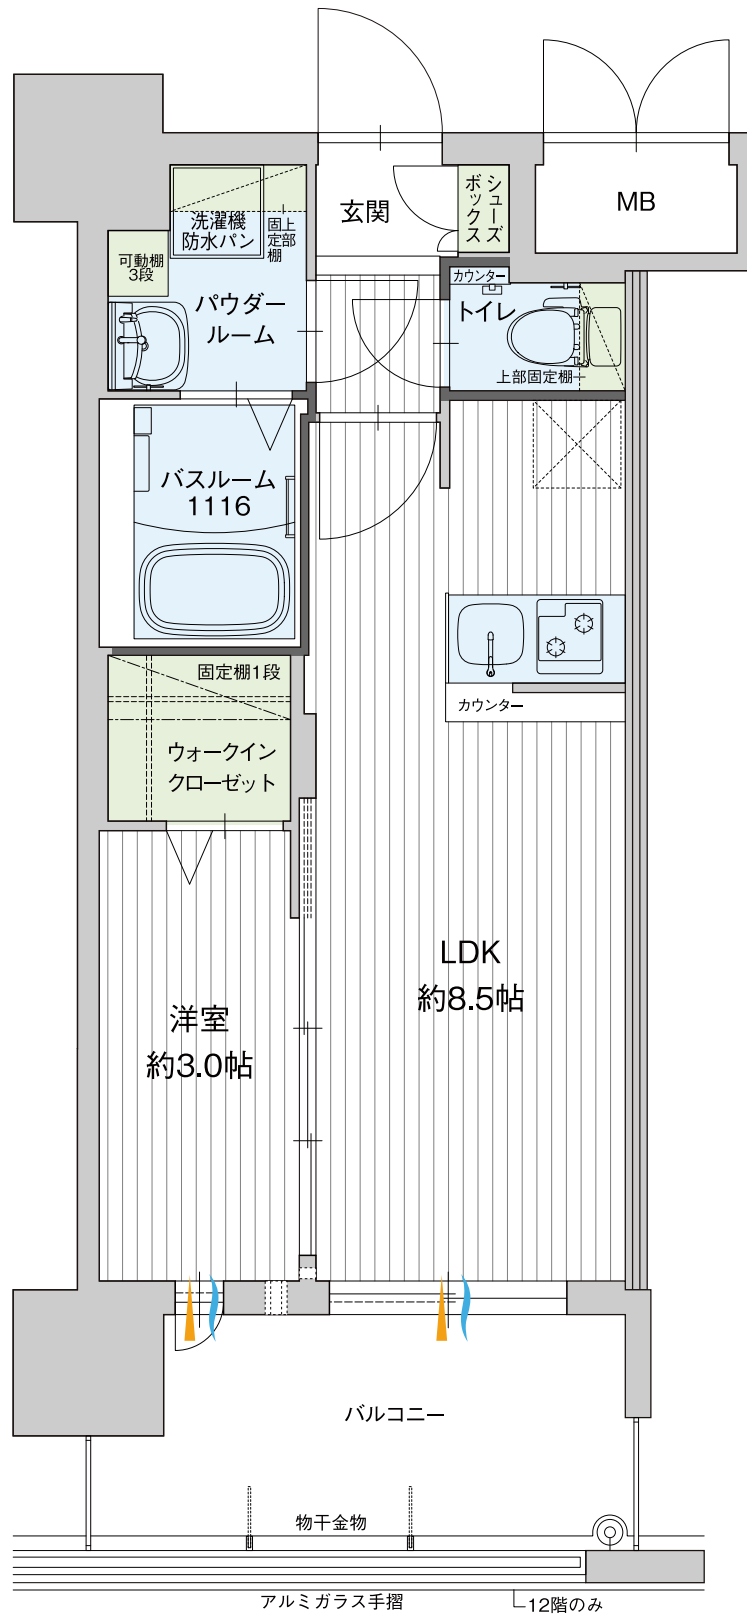 玄関
シューズ
ボックス
MB
洗濯機
防水パン
上部
固定棚
可動棚
3段
パウダー
ルーム
カウンター
トイレ
上部固定棚
バスルーム
1116
固定棚1段
ウォークイン
クローゼット
カウンター
LDK
約8.5帖
洋室
約3.0帖
バルコニー
物干金物
アルミガラス手摺
12階のみ